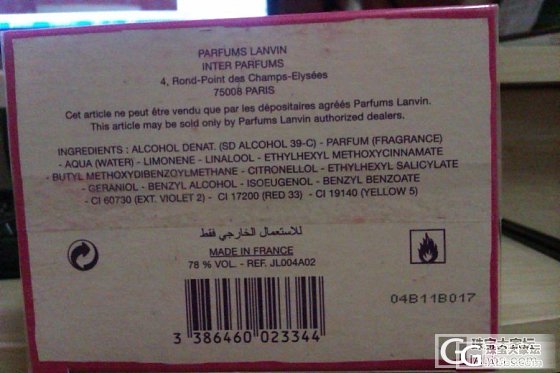 PARFUMS LANVIN
INTER PARFUMS
4, Rond-Point des Champs-Elysées
75008 PARIS
Cet article ne peut être vendu que par les dépositaires agréés Parfums Lanvin.
This article may be sold only by Parfums Lanvin authorized dealers.
INGREDIENTS : ALCOHOL DENAT. (SD ALCOHOL 39-C) - PARFUM (FRAGRANCE)
- AQUA (WATER) - LIMONENE - LINALOOL - ETHYLHEXYL METHOXYCINNAMATE
- BUTYL METHOXYDIBENZOYLMETHANE - CITRONELLOL - ETHYLHEXYL SALICYLATE
- GERANIOL - BENZYL ALCOHOL - ISOEUGENOL - BENZYL BENZOATE
- CI 60730 (EXT. VIOLET 2) - CI 17200 (RED 33) - CI 19140 (YELLOW 5)
للاستعمال الخارجي فقط
MADE IN FRANCE
78 % VOL. - REF. JL004A02
04B11B017
3 386460 023344
GG